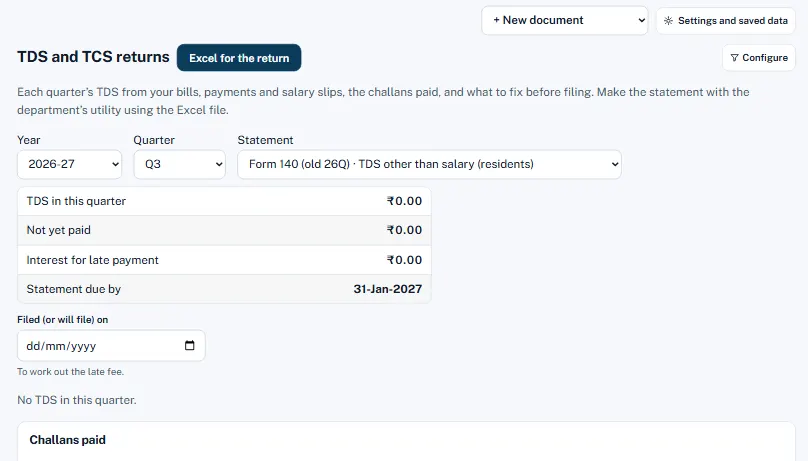 + New document
Settings and saved data
TDS and TCS returns
Excel for the return
Configure
Each quarter's TDS from your bills, payments and salary slips, the challans paid, and what to fix before filing. Make the statement with the
department's utility using the Excel file.
Year
Quarter
Statement
2026-27
Q3
Form 140 (old 26Q) · TDS other than salary (residents)
TDS in this quarter ₹0.00
Not yet paid ₹0.00
Interest for late payment ₹0.00
Statement due by 31-Jan-2027
Filed (or will file) on
dd/mm/yyyy
To work out the late fee.
No TDS in this quarter.
Challans paid